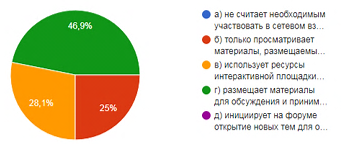 46,9%
28,1%
25%
а) не считает необходимым
участвовать в сетевом вз…
б) только просматривает
материалы, размещаемы…
в) использует ресурсы
интерактивной площадки…
г) размещает материалы
для обсуждения и приним…
д) инициирует на форуме
открытие новых тем для о…